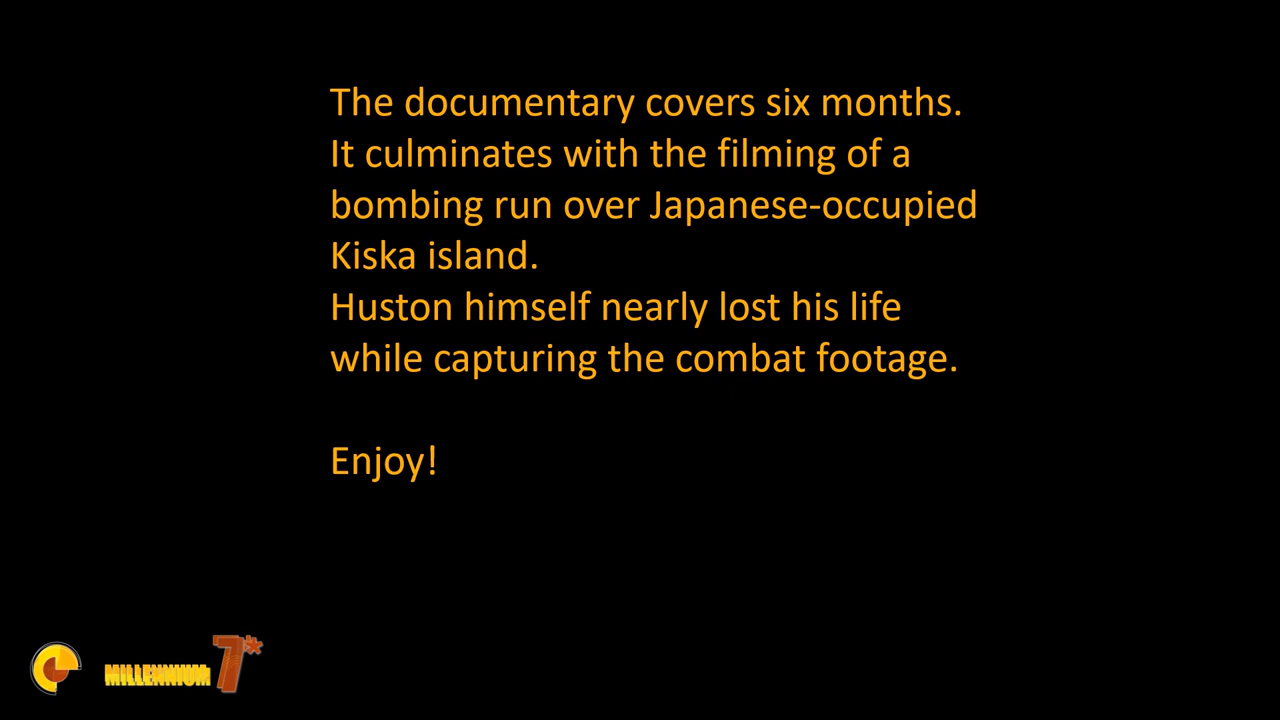 The documentary covers six months.
It culminates with the filming of a
bombing run over Japanese-occupied
Kiska island.
Huston himself nearly lost his life
while capturing the combat footage.
Enjoy!
MILLENNIUM 7*